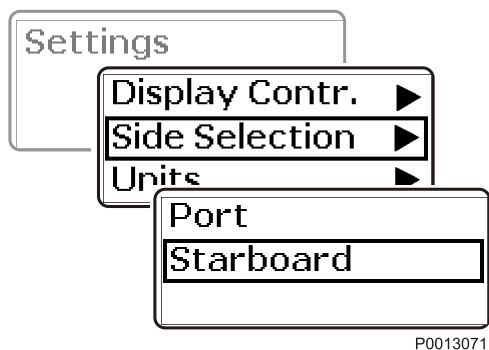 Settings
Display Contr.
Side Selection
Units
Port
Starboard
P0013071